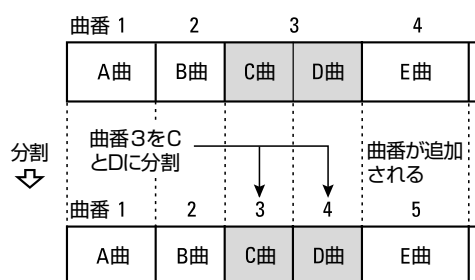 曲番 1 2 3 4
A曲 B曲 C曲 D曲 E曲
分割
曲番3をC
とDに分割
曲番が追加
される
曲番 1 2 3 4 5
A曲 B曲 C曲 D曲 E曲